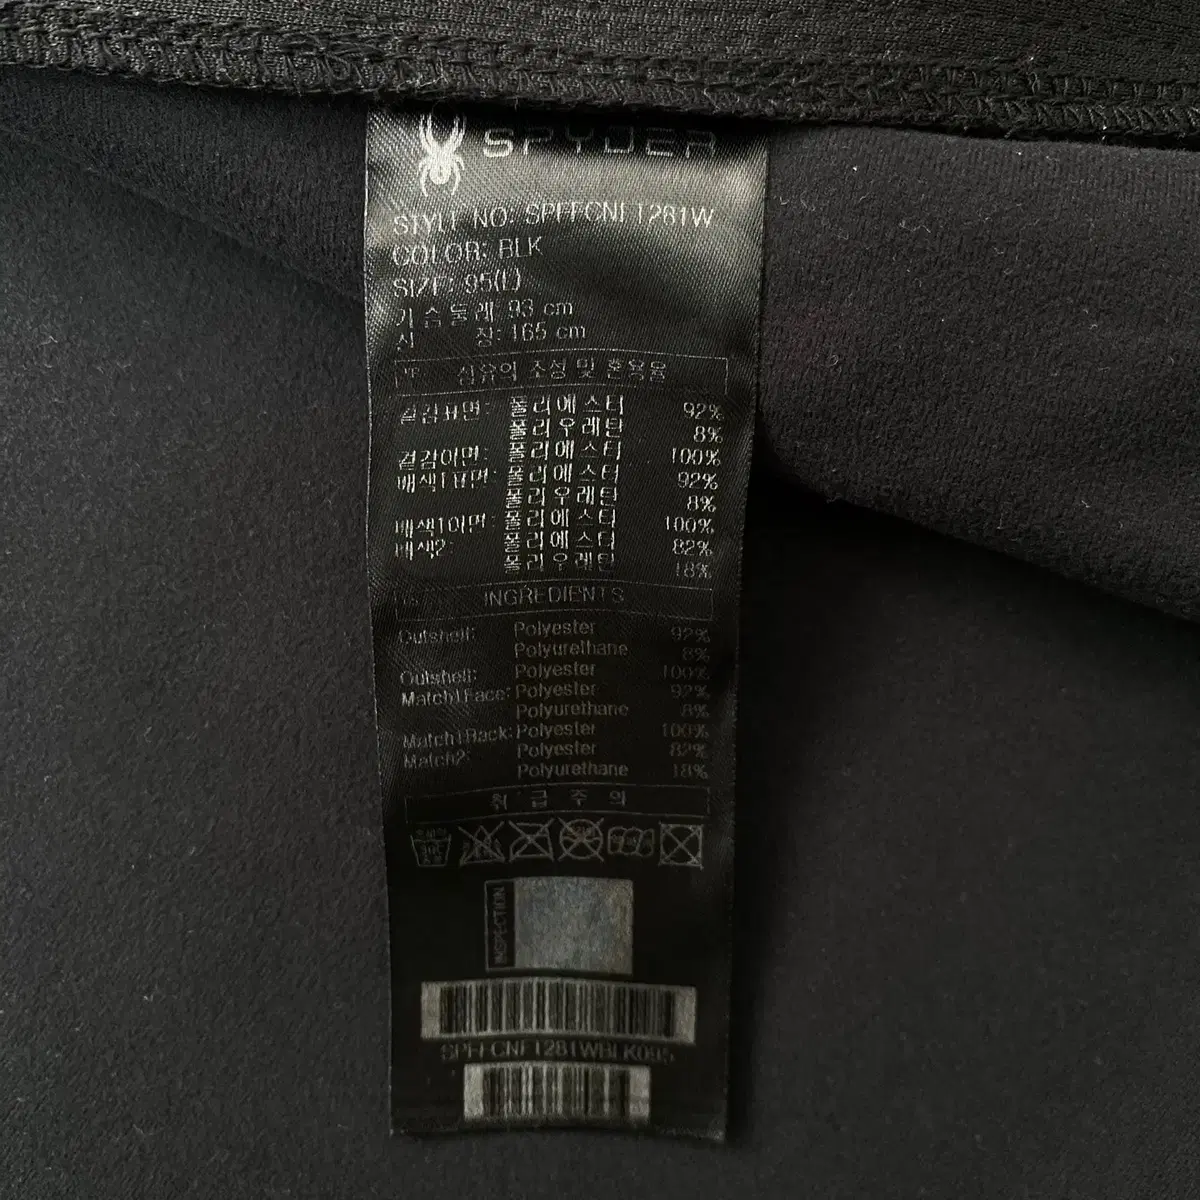 SPYDER
STYLE NO: SPFFCNF1281W
COLOR: BLK
SIZE: 95(L)
가슴둘레: 93 cm
신 장: 165 cm
섬유의 조성 및 혼용율
겉감표면: 폴리에스터 92%
폴리우레탄 8%
겉감이면: 폴리에스터 100%
배색1표면: 폴리에스터 92%
폴리우레탄 8%
배색1이면: 폴리에스터 100%
배색2: 폴리에스터 82%
폴리우레탄 18%
INGREDIENTS
Outshell: Polyester 92%
Polyurethane 8%
Outshell: Polyester 100%
Match1Face: Polyester 92%
Polyurethane 8%
Match1Back: Polyester 100%
Match2: Polyester 82%
Polyurethane 18%
취 급 주 의
INSPECTION
SPFFCNF1281WBLK095